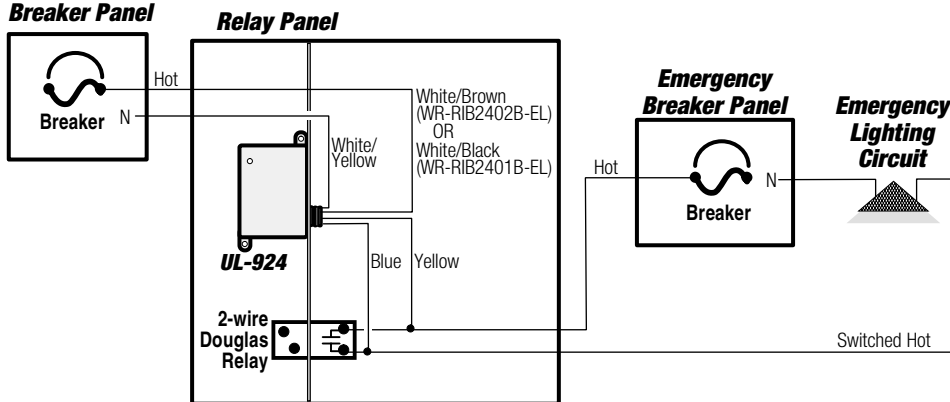 Breaker Panel
Relay Panel
Hot
Breaker
N
White/Brown
(WR-RIB2402B-EL)
OR
White/Black
(WR-RIB2401B-EL)
White/
Yellow
Emergency
Breaker Panel
Emergency
Lighting
Circuit
Hot
N
Breaker
UL-924
Blue
Yellow
2-wire
Douglas
Relay
Switched Hot